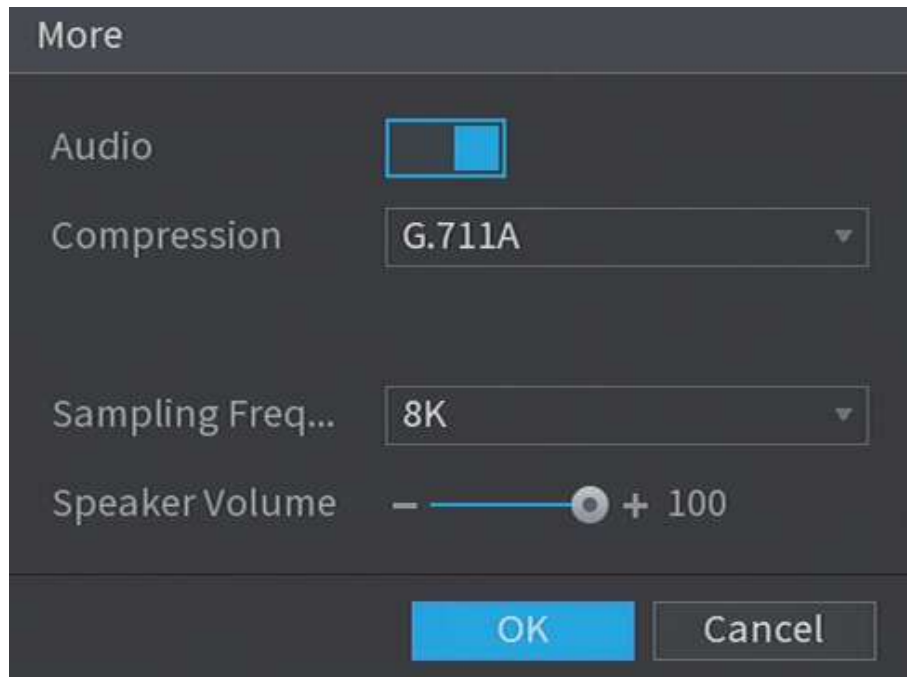 More
Audio
Compression G.711A
Sampling Freq... 8K
Speaker Volume 100
OK Cancel